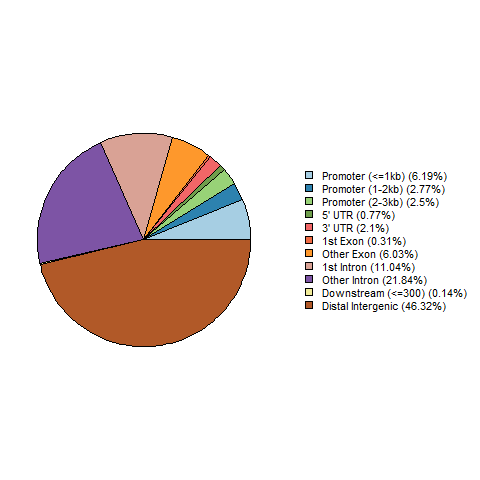 Promoter (<=1kb) (6.19%)
Promoter (1-2kb) (2.77%)
Promoter (2-3kb) (2.5%)
5' UTR (0.77%)
3' UTR (2.1%)
1st Exon (0.31%)
Other Exon (6.03%)
1st Intron (11.04%)
Other Intron (21.84%)
Downstream (<=300) (0.14%)
Distal Intergenic (46.32%)